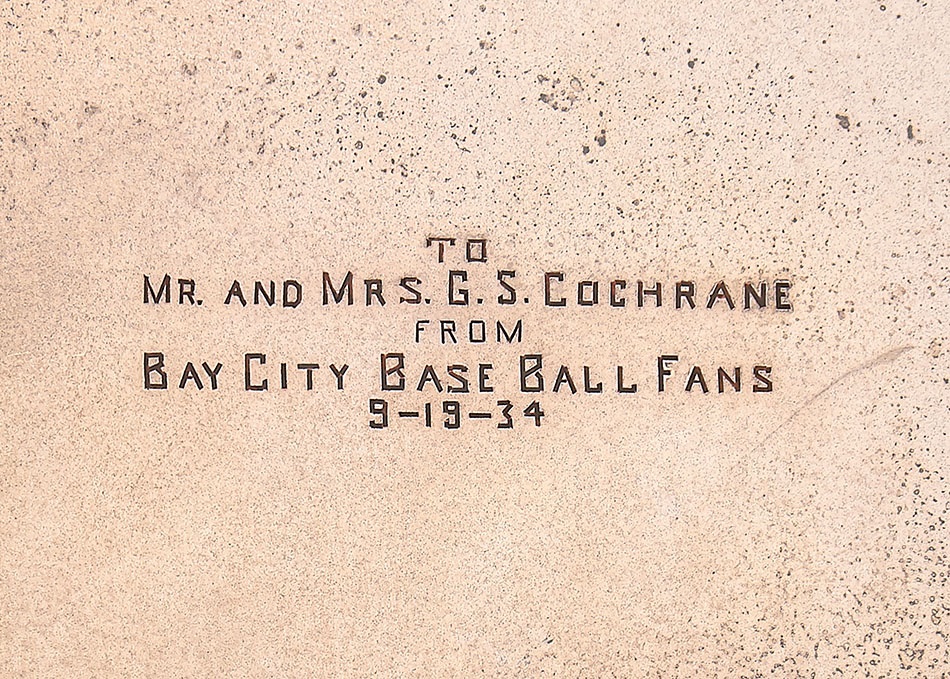 TO
MR. AND MRS. G. S. COCHRANE
FROM
BAY CITY BASE BALL FANS
9-19-34